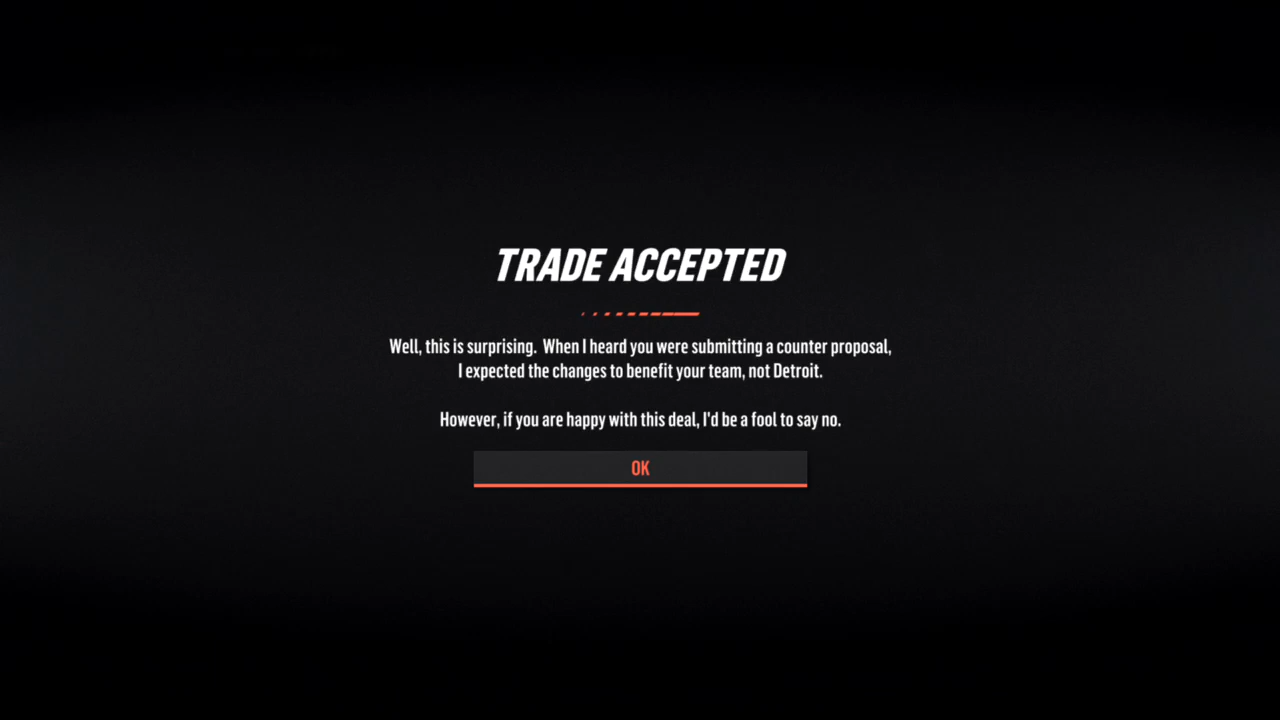 TRADE ACCEPTED
Well, this is surprising.  When I heard you were submitting a counter proposal,
I expected the changes to benefit your team, not Detroit.
However, if you are happy with this deal, I'd be a fool to say no.
OK